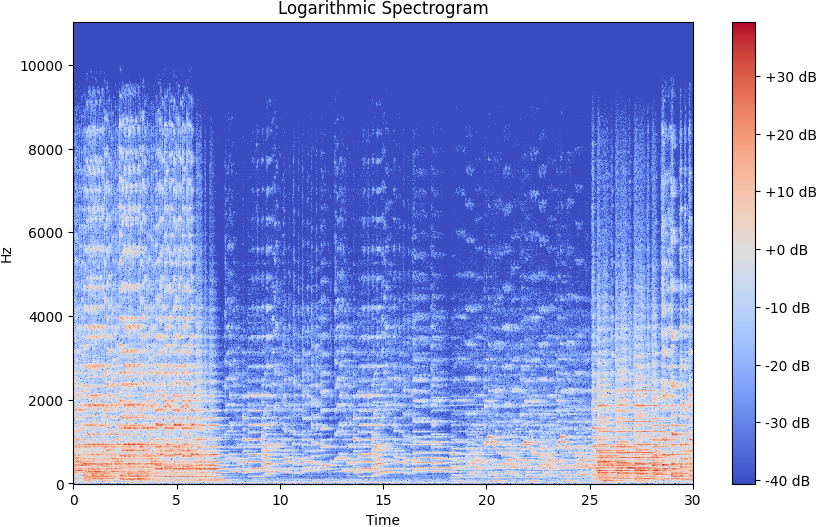 Logarithmic Spectrogram
Hz
10000
8000
6000
4000
2000
0
0 5 10 15 20 25 30
Time
+30 dB
+20 dB
+10 dB
+0 dB
-10 dB
-20 dB
-30 dB
-40 dB